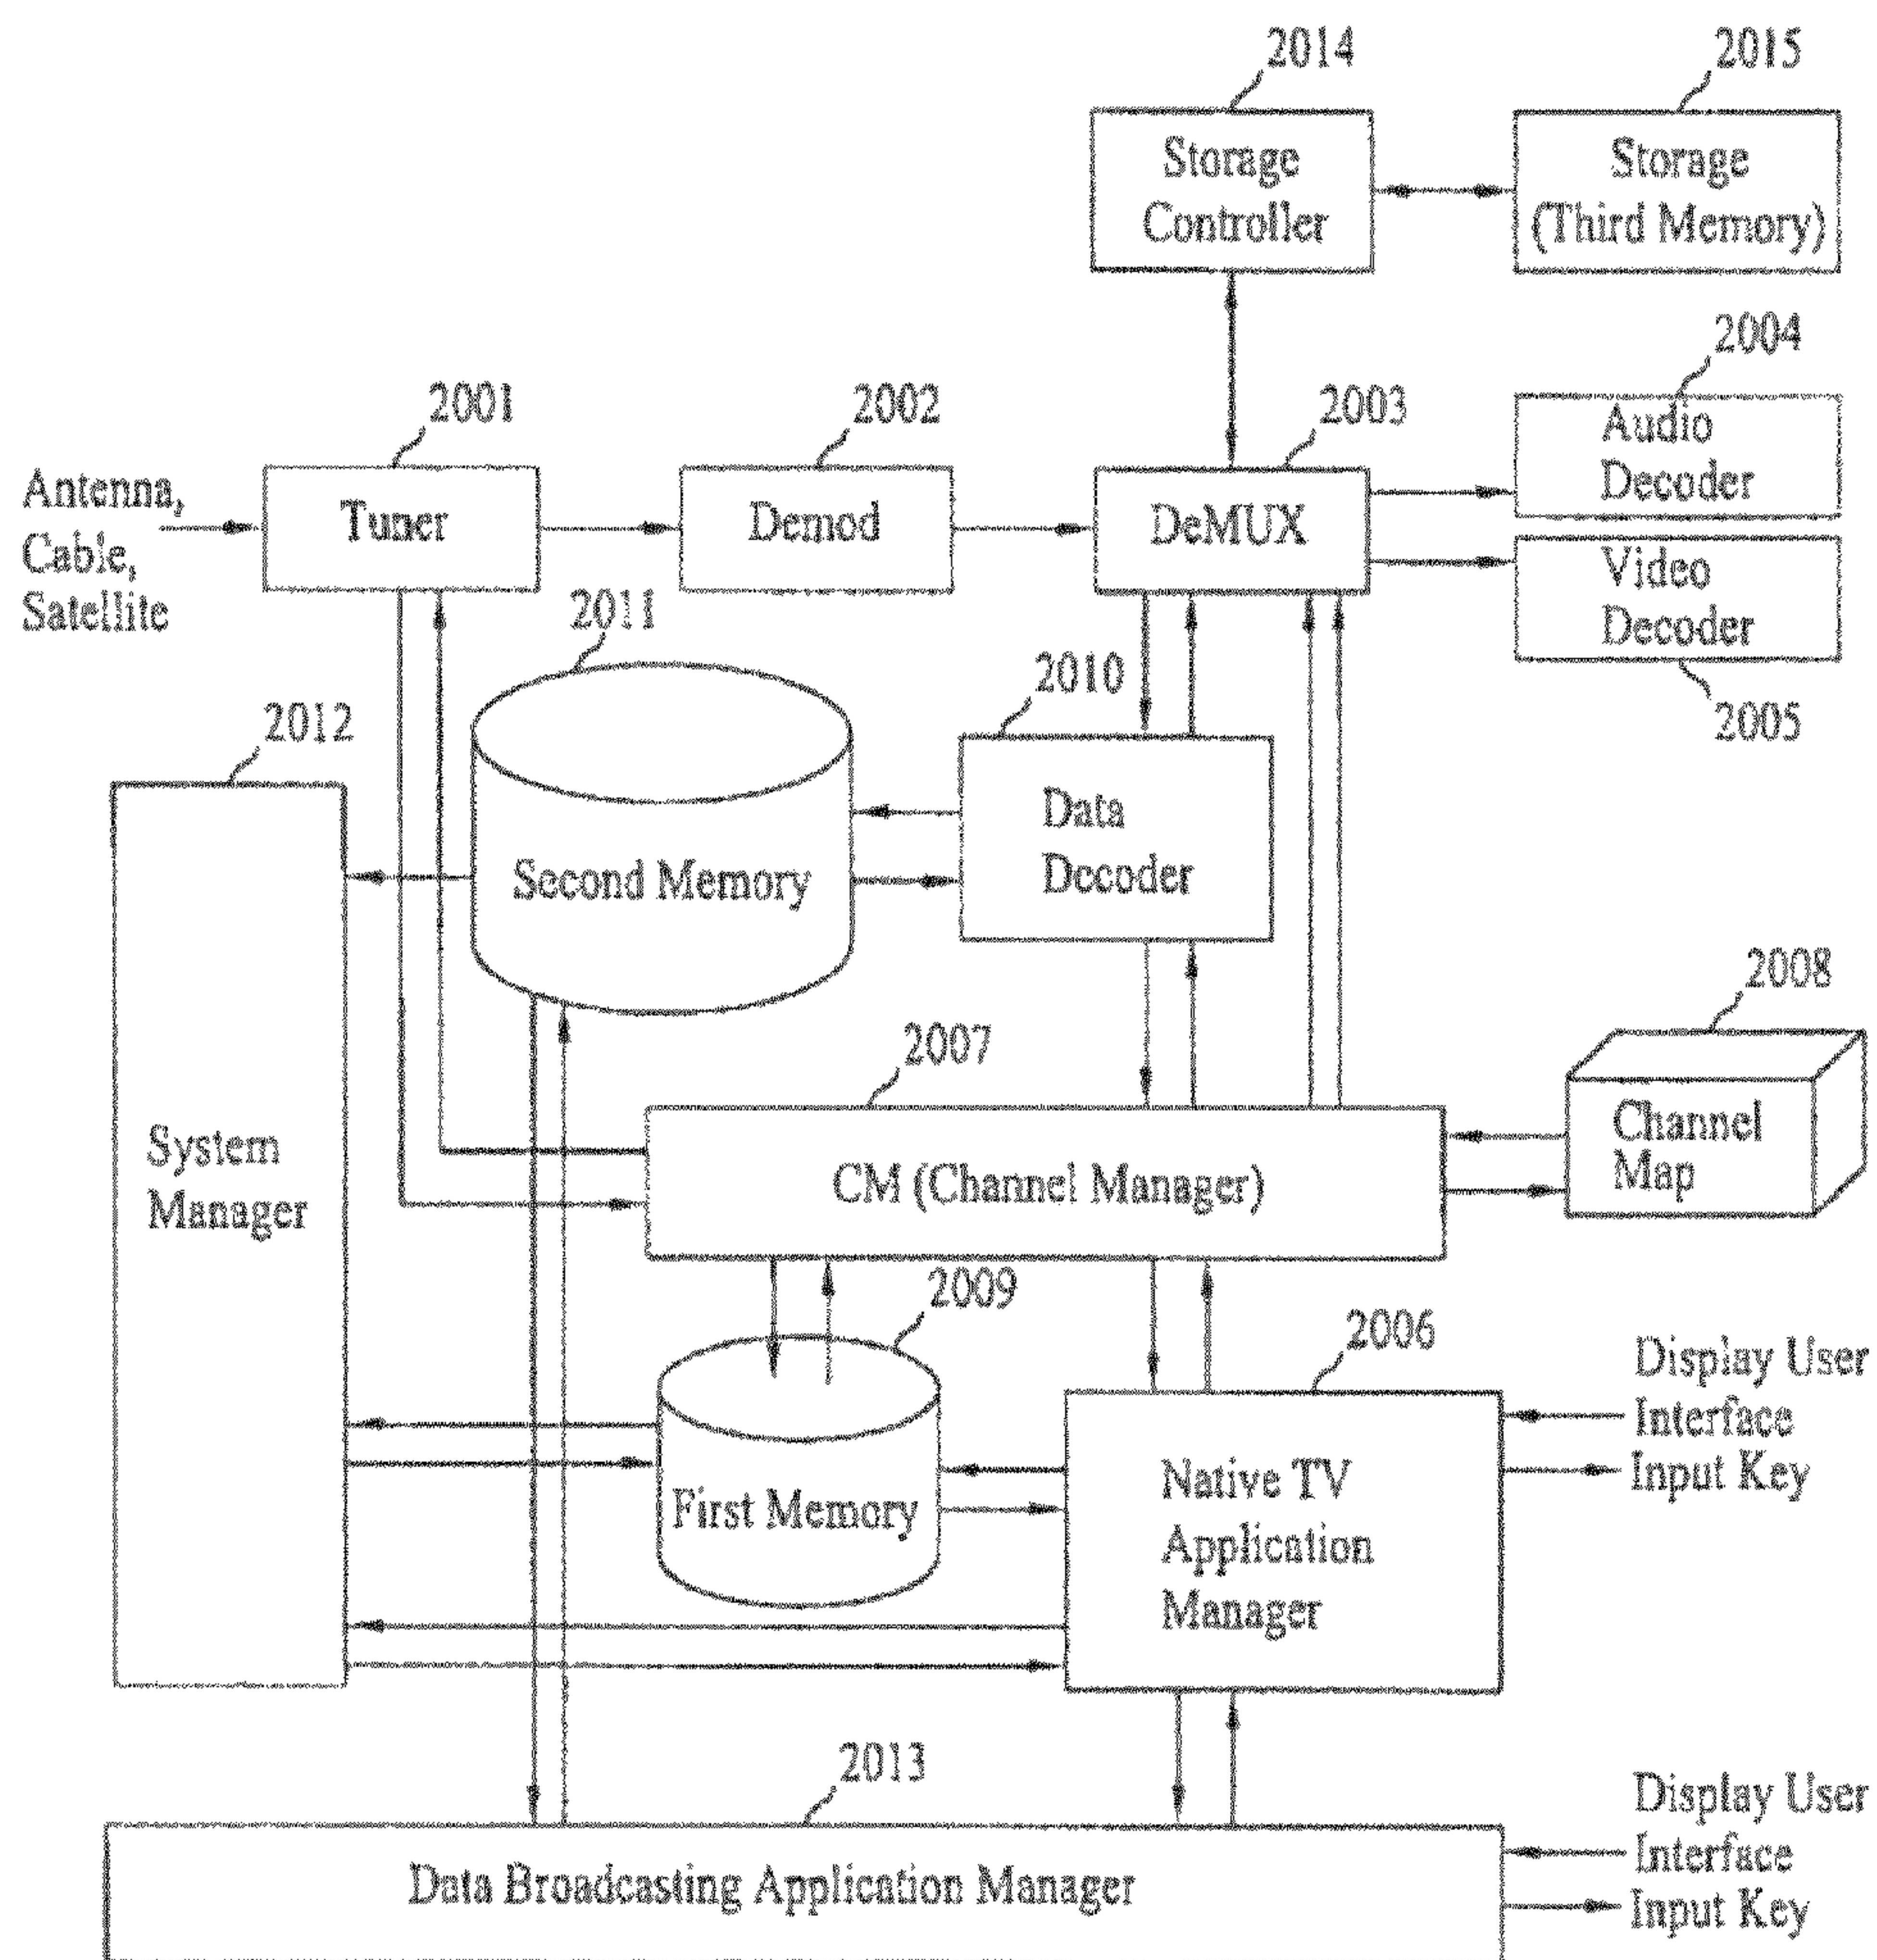 2014
2015
Storage
Controller
Storage
(Third Memory)
2004
2001
2002
2003
Audio
Decoder
Antenna,
Cable,
Satellite
Tuner
Demod
DeMUX
Video
Decoder
2005
2011
2010
2012
Data
Decoder
Second Memory
2008
2007
Channel
Map
System
Manager
CM (Channel Manager)
2009
2006
Display User
Interface
Input Key
Native TV
Application
Manager
First Memory
2013
Display User
Interface
Input Key
Data Broadcasting Application Manager